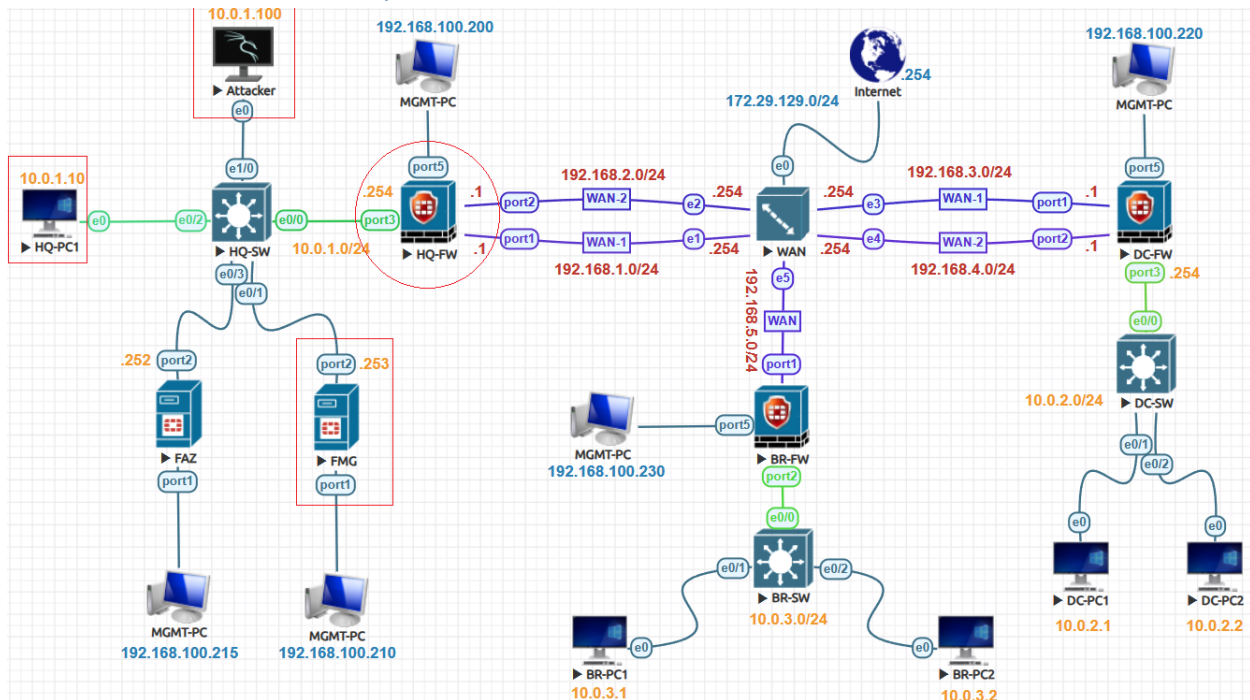 10.0.1.100
Attacker
e0
192.168.100.200
MGMT-PC
port5
Internet
.254
172.29.129.0/24
192.168.100.220
MGMT-PC
port5
10.0.1.10
HQ-PC1
e0
e0/2
e1/0
HQ-SW
e0/0
10.0.1.0/24
e0/3
e0/1
.254
port3
HQ-FW
.1
port2
192.168.2.0/24
WAN-2
e2
.254
.1
port1
WAN-1
e1
.254
192.168.1.0/24
e0
WAN
.254
e3
192.168.3.0/24
WAN-1
port1
.1
.254
e4
WAN-2
port2
.1
192.168.4.0/24
DC-FW
port3
.254
e5
192.168.5.0/24
WAN
port1
.252
port2
FAZ
port1
port2
.253
FMG
port1
MGMT-PC
192.168.100.215
MGMT-PC
192.168.100.210
MGMT-PC
192.168.100.230
port5
BR-FW
port2
e0/0
e0/1
e0/2
BR-SW
10.0.3.0/24
e0
BR-PC1
10.0.3.1
e0
BR-PC2
10.0.3.2
e0/0
10.0.2.0/24
DC-SW
e0/1
e0/2
e0
DC-PC1
10.0.2.1
e0
DC-PC2
10.0.2.2